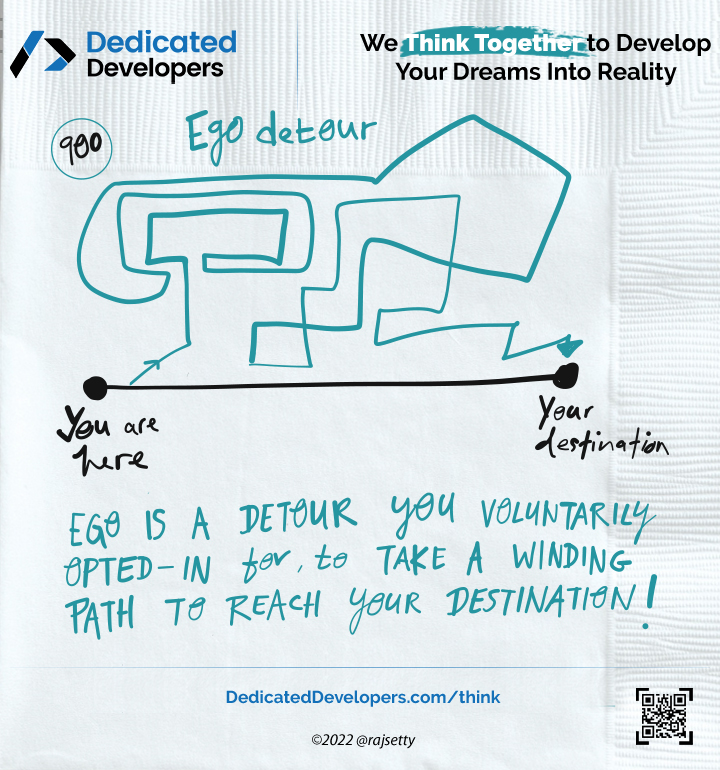 Dedicated
Developers
We Think Together to Develop
Your Dreams Into Reality
900
Ego detour
You are
here
Your
destination
EGO IS A DETOUR YOU VOLUNTARILY
OPTED-IN for, to TAKE A WINDING
PATH TO REACH YOUR DESTINATION!
DedicatedDevelopers.com/think
©2022 @rajsetty